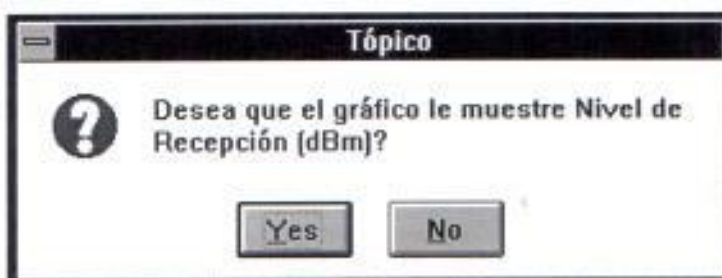 Tópico
Desea que el gráfico le muestre Nivel de
Recepción (dBm)?
Yes
No